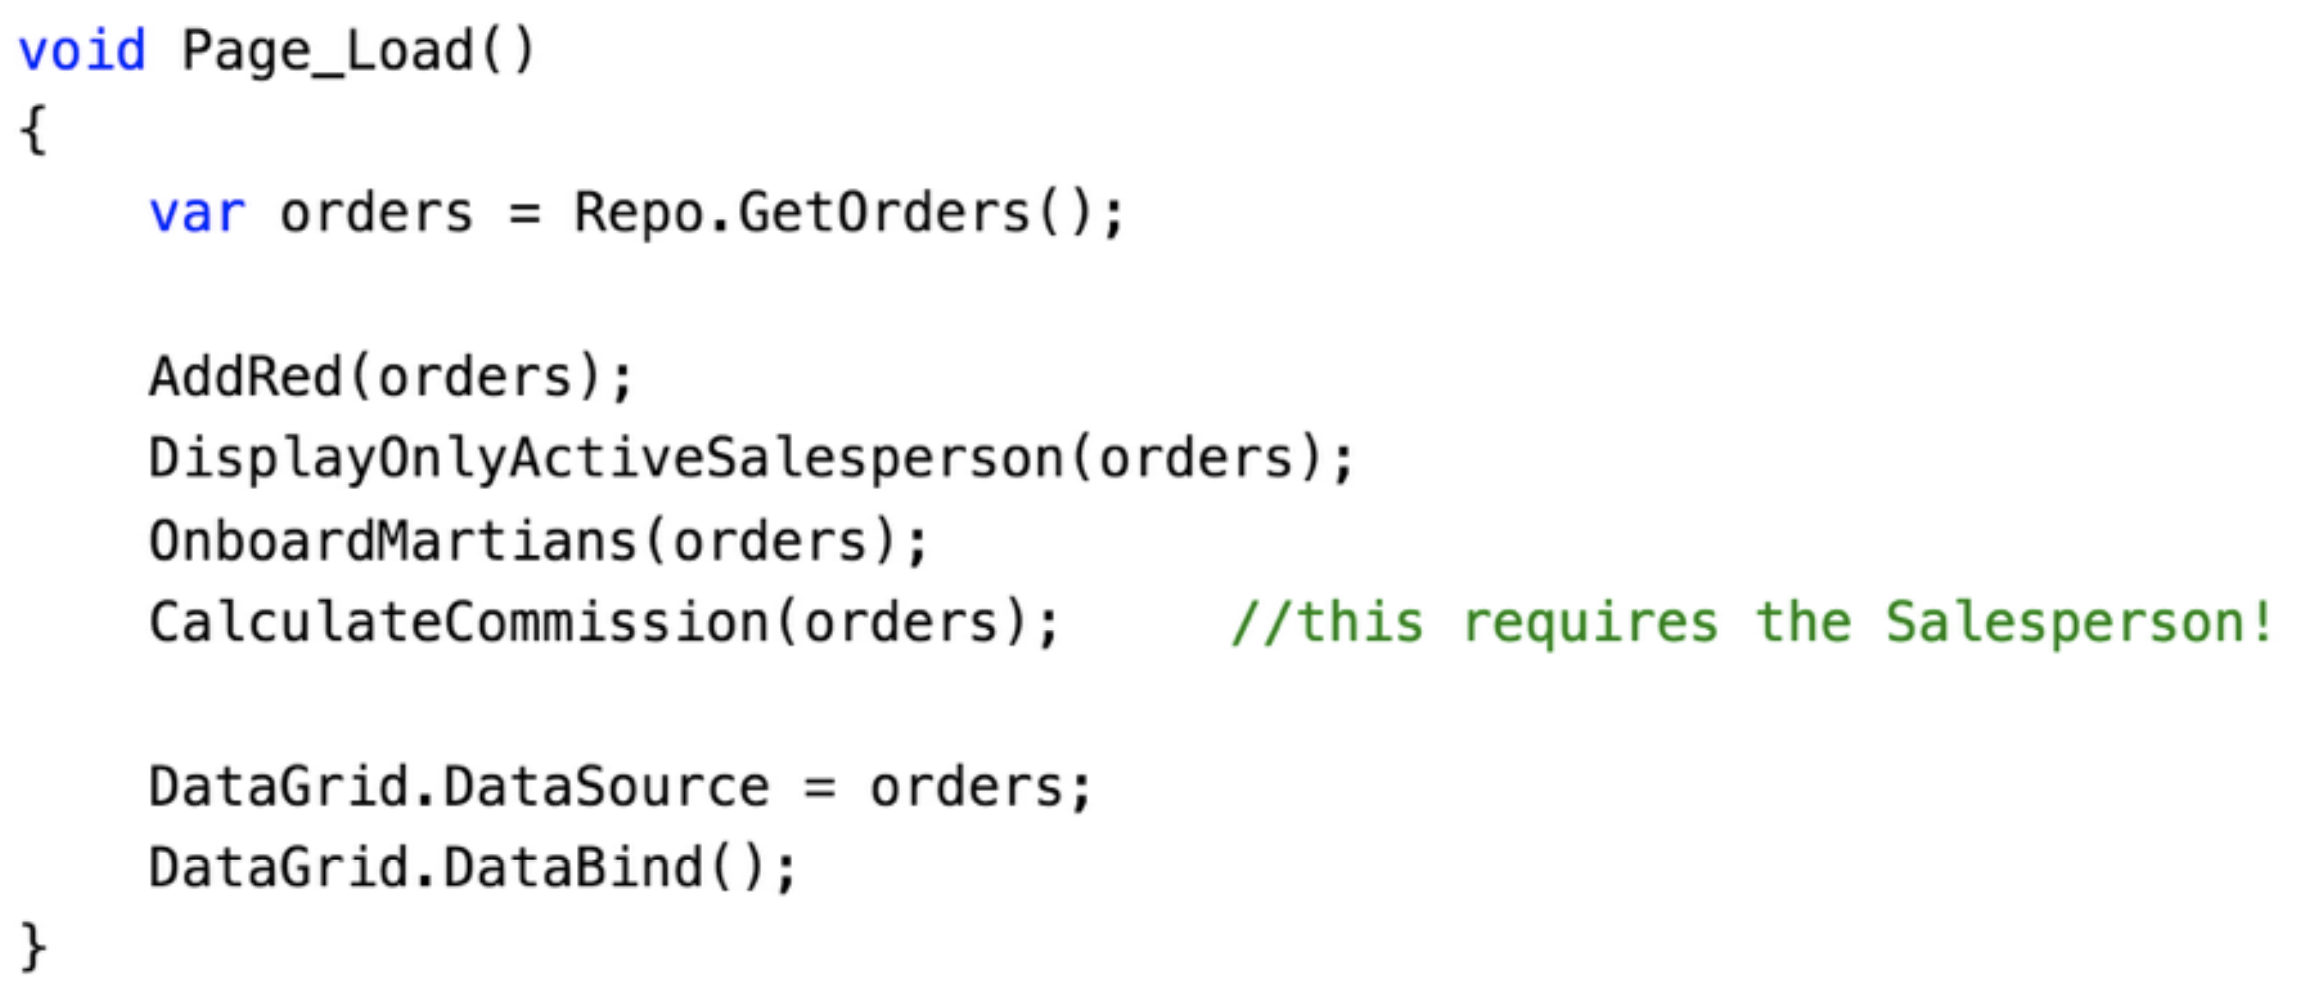 void Page_Load()
{
    var orders = Repo.GetOrders();

    AddRed(orders);
    DisplayOnlyActiveSalesperson(orders);
    OnboardMartians(orders);
    CalculateCommission(orders);     //this requires the Salesperson!

    DataGrid.DataSource = orders;
    DataGrid.DataBind();
}